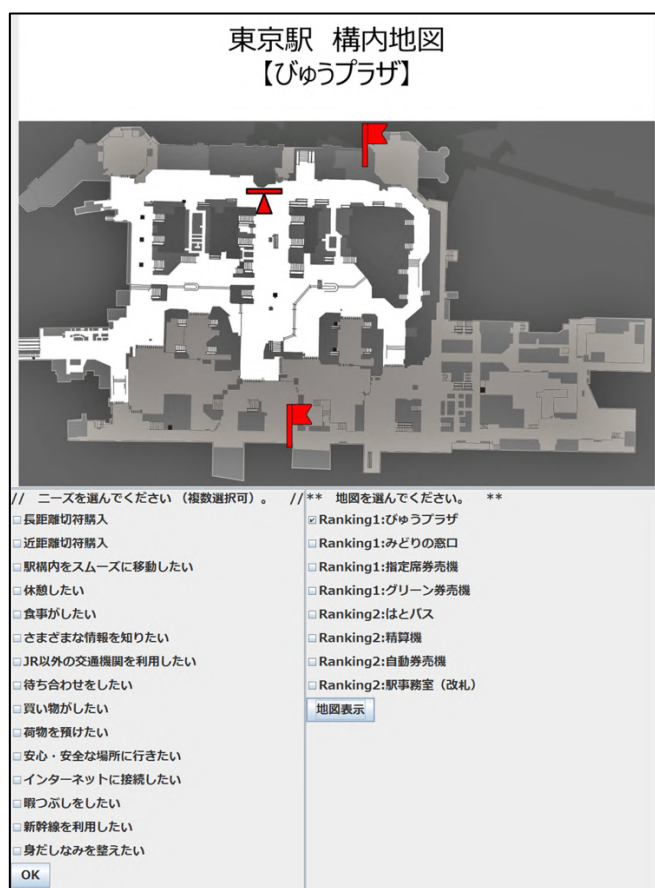 東京駅 構内地図
【びゅうプラザ】
// ニーズを選んでください （複数選択可）。 //
長距離切符購入
近距離切符購入
駅構内をスムーズに移動したい
休憩したい
食事がしたい
さまざまな情報を知りたい
JR以外の交通機関を利用したい
待ち合わせをしたい
買い物がしたい
荷物を預けたい
安心・安全な場所に行きたい
インターネットに接続したい
暇つぶしをしたい
新幹線を利用したい
身だしなみを整えたい
OK
** 地図を選んでください。 **
Ranking1:びゅうプラザ
Ranking1:みどりの窓口
Ranking1:指定席券売機
Ranking1:グリーン券売機
Ranking2:はとバス
Ranking2:精算機
Ranking2:自動券売機
Ranking2:駅事務室（改札）
地図表示